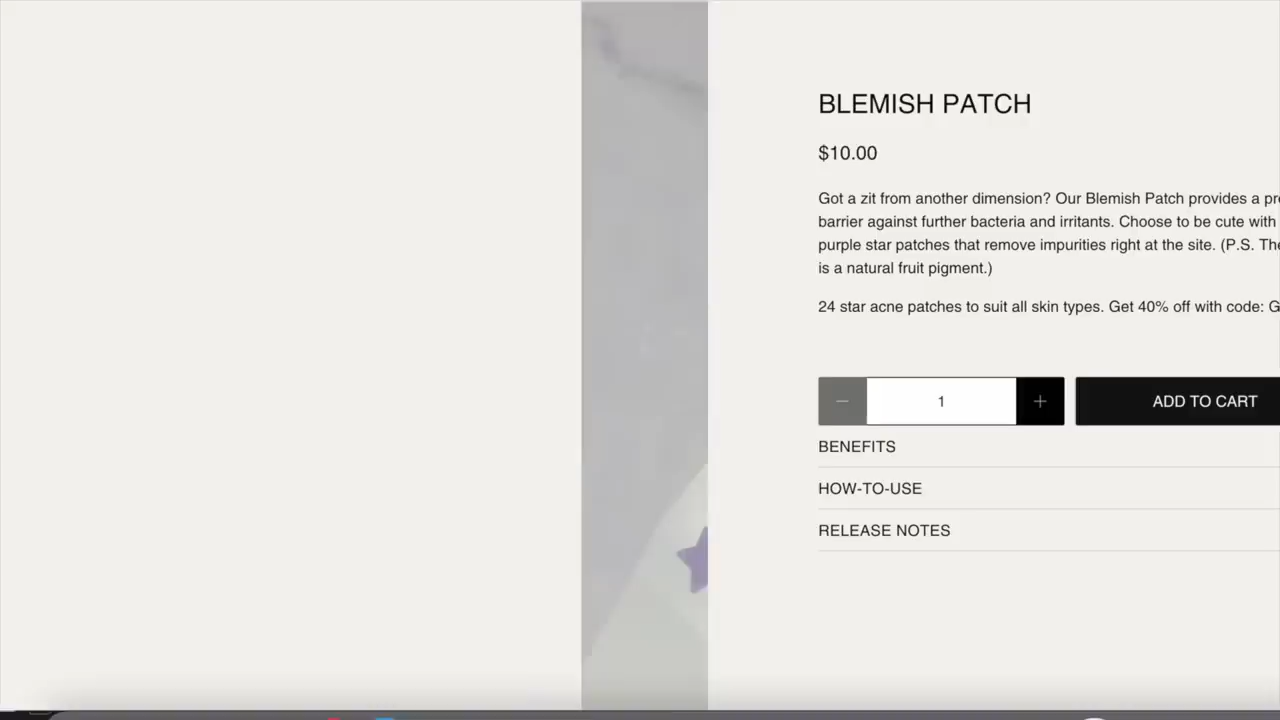 BLEMISH PATCH
$10.00
Got a zit from another dimension? Our Blemish Patch provides a
barrier against further bacteria and irritants. Choose to be cute with
purple star patches that remove impurities right at the site. (P.S.
is a natural fruit pigment.)
24 star acne patches to suit all skin types. Get 40% off with code:
− 1 + ADD TO CART
BENEFITS
HOW-TO-USE
RELEASE NOTES